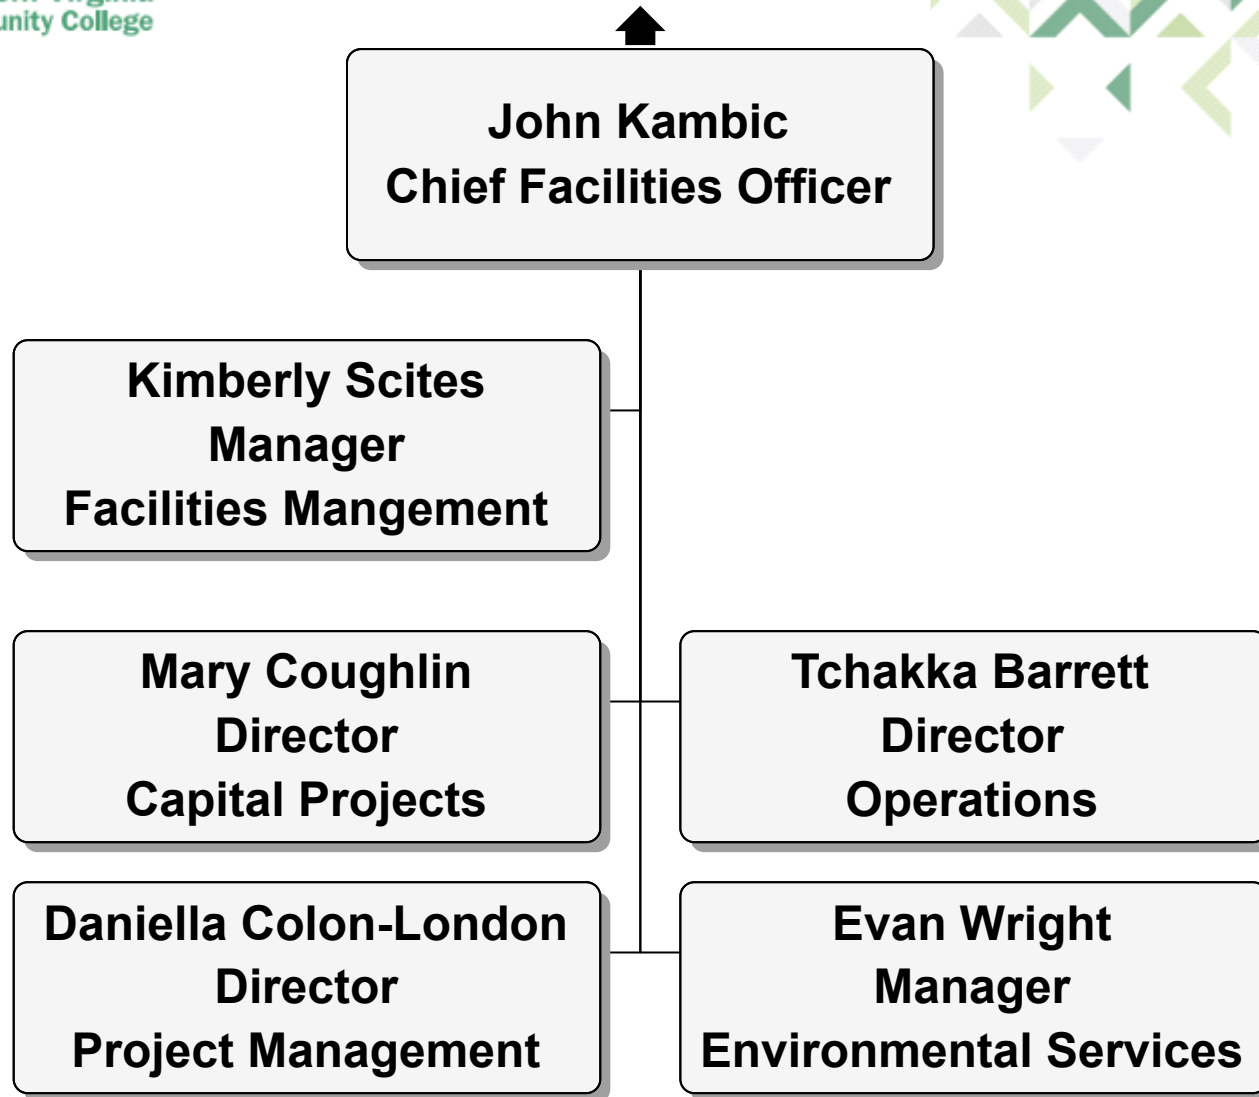 unity College
John Kambic
Chief Facilities Officer
Kimberly Scites
Manager
Facilities Mangement
Mary Coughlin
Director
Capital Projects
Tchakka Barrett
Director
Operations
Daniella Colon-London
Director
Project Management
Evan Wright
Manager
Environmental Services